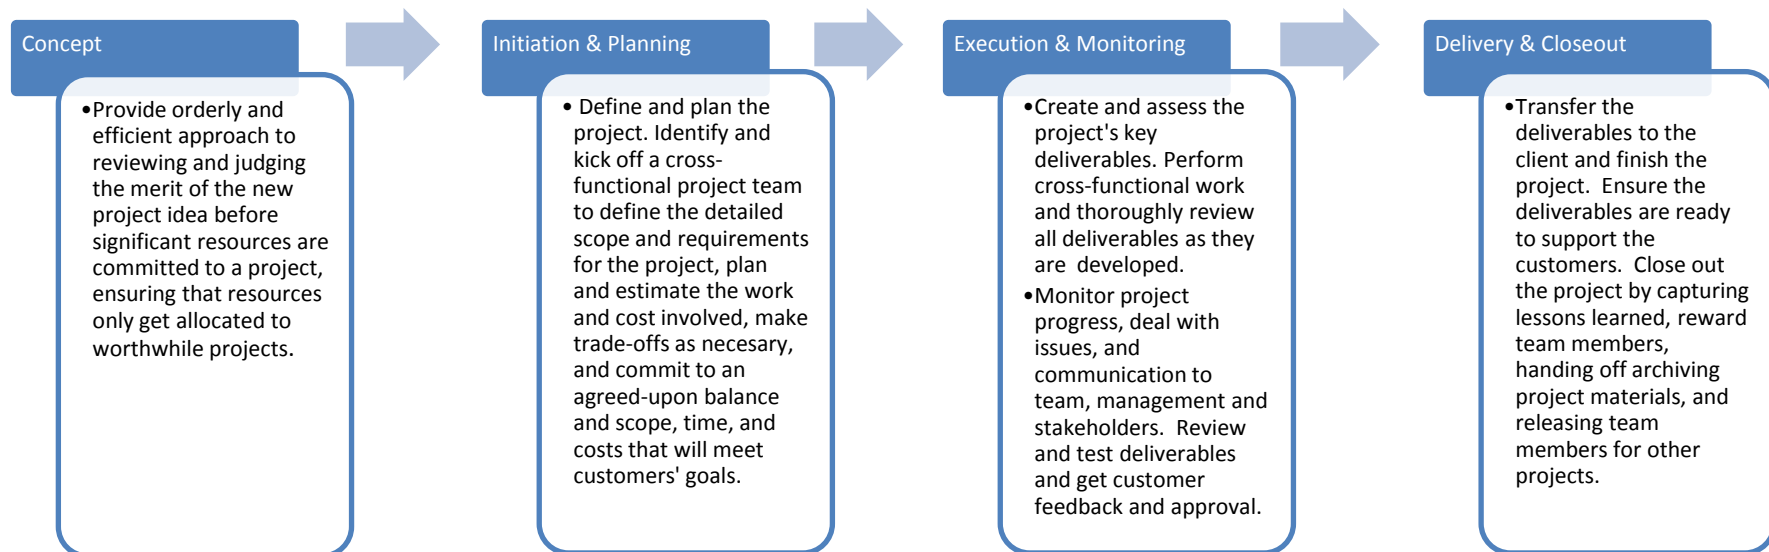 Concept
•Provide orderly and
efficient approach to
reviewing and judging
the merit of the new
project idea before
significant resources are
committed to a project,
ensuring that resources
only get allocated to
worthwhile projects.
Initiation & Planning
• Define and plan the
project. Identify and
kick off a cross-
functional project team
to define the detailed
scope and requirements
for the project, plan
and estimate the work
and cost involved, make
trade-offs as necesary,
and commit to an
agreed-upon balance
and scope, time, and
costs that will meet
customers' goals.
Execution & Monitoring
•Create and assess the
project's key
deliverables. Perform
cross-functional work
and thoroughly review
all deliverables as they
are developed.
•Monitor project
progress, deal with
issues, and
communication to
team, management and
stakeholders. Review
and test deliverables
and get customer
feedback and approval.
Delivery & Closeout
•Transfer the
deliverables to the
client and finish the
project. Ensure the
deliverables are ready
to support the
customers. Close out
the project by capturing
lessons learned, reward
team members,
handing off archiving
project materials, and
releasing team
members for other
projects.